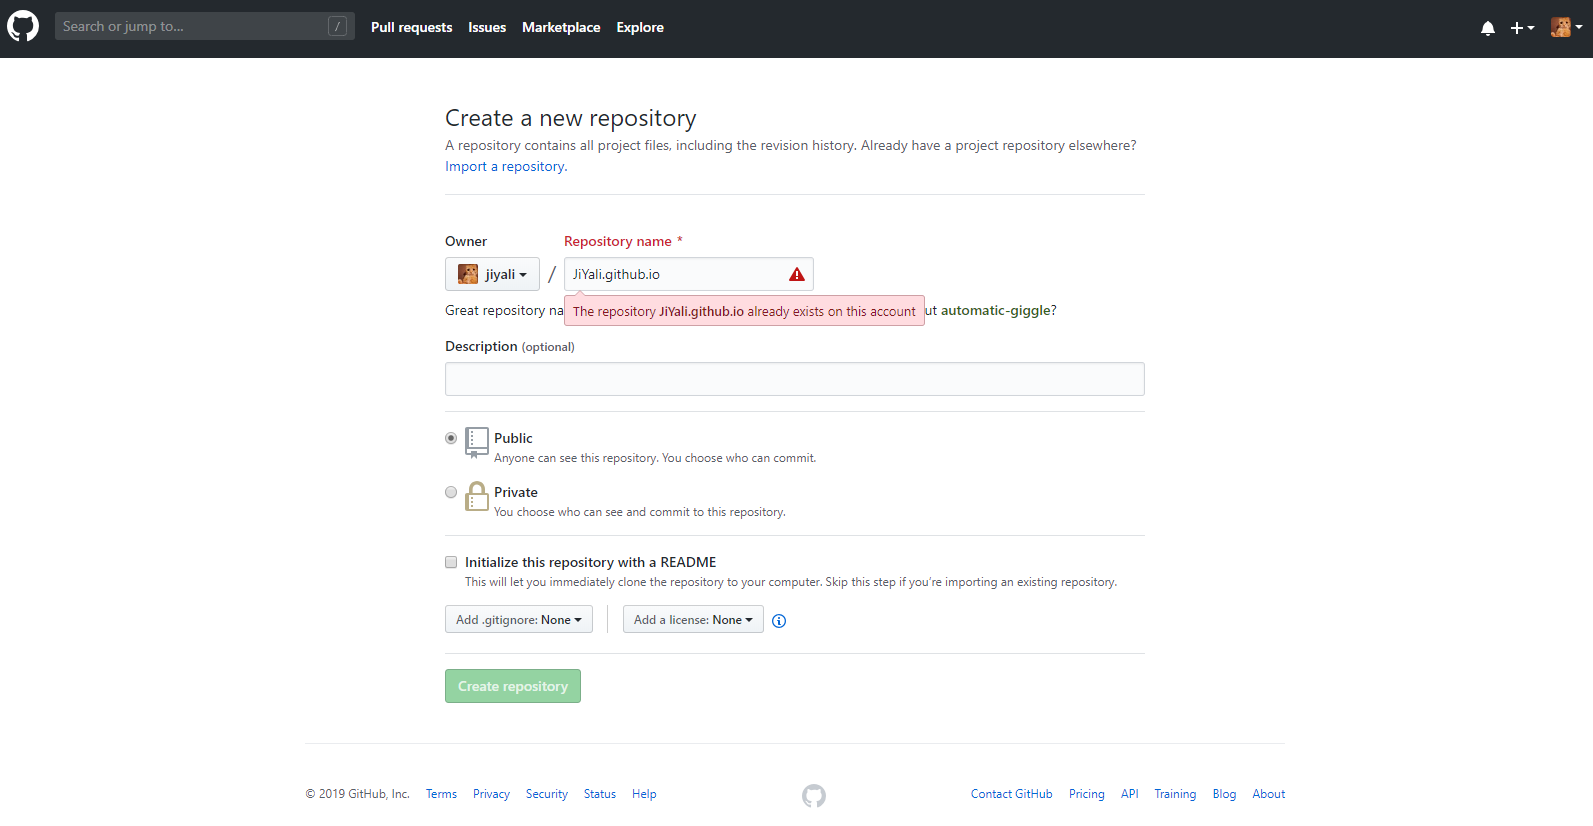 Search or jump to... / Pull requests Issues Marketplace Explore
Create a new repository
A repository contains all project files, including the revision history. Already have a project repository elsewhere?
Import a repository.
Owner Repository name *
jiyali / JiYali.github.io
Great repository na The repository JiYali.github.io already exists on this account ut automatic-giggle?
Description (optional)
Public
Anyone can see this repository. You choose who can commit.
Private
You choose who can see and commit to this repository.
Initialize this repository with a README
This will let you immediately clone the repository to your computer. Skip this step if you’re importing an existing repository.
Add .gitignore: None Add a license: None
Create repository
© 2019 GitHub, Inc. Terms Privacy Security Status Help Contact GitHub Pricing API Training Blog About